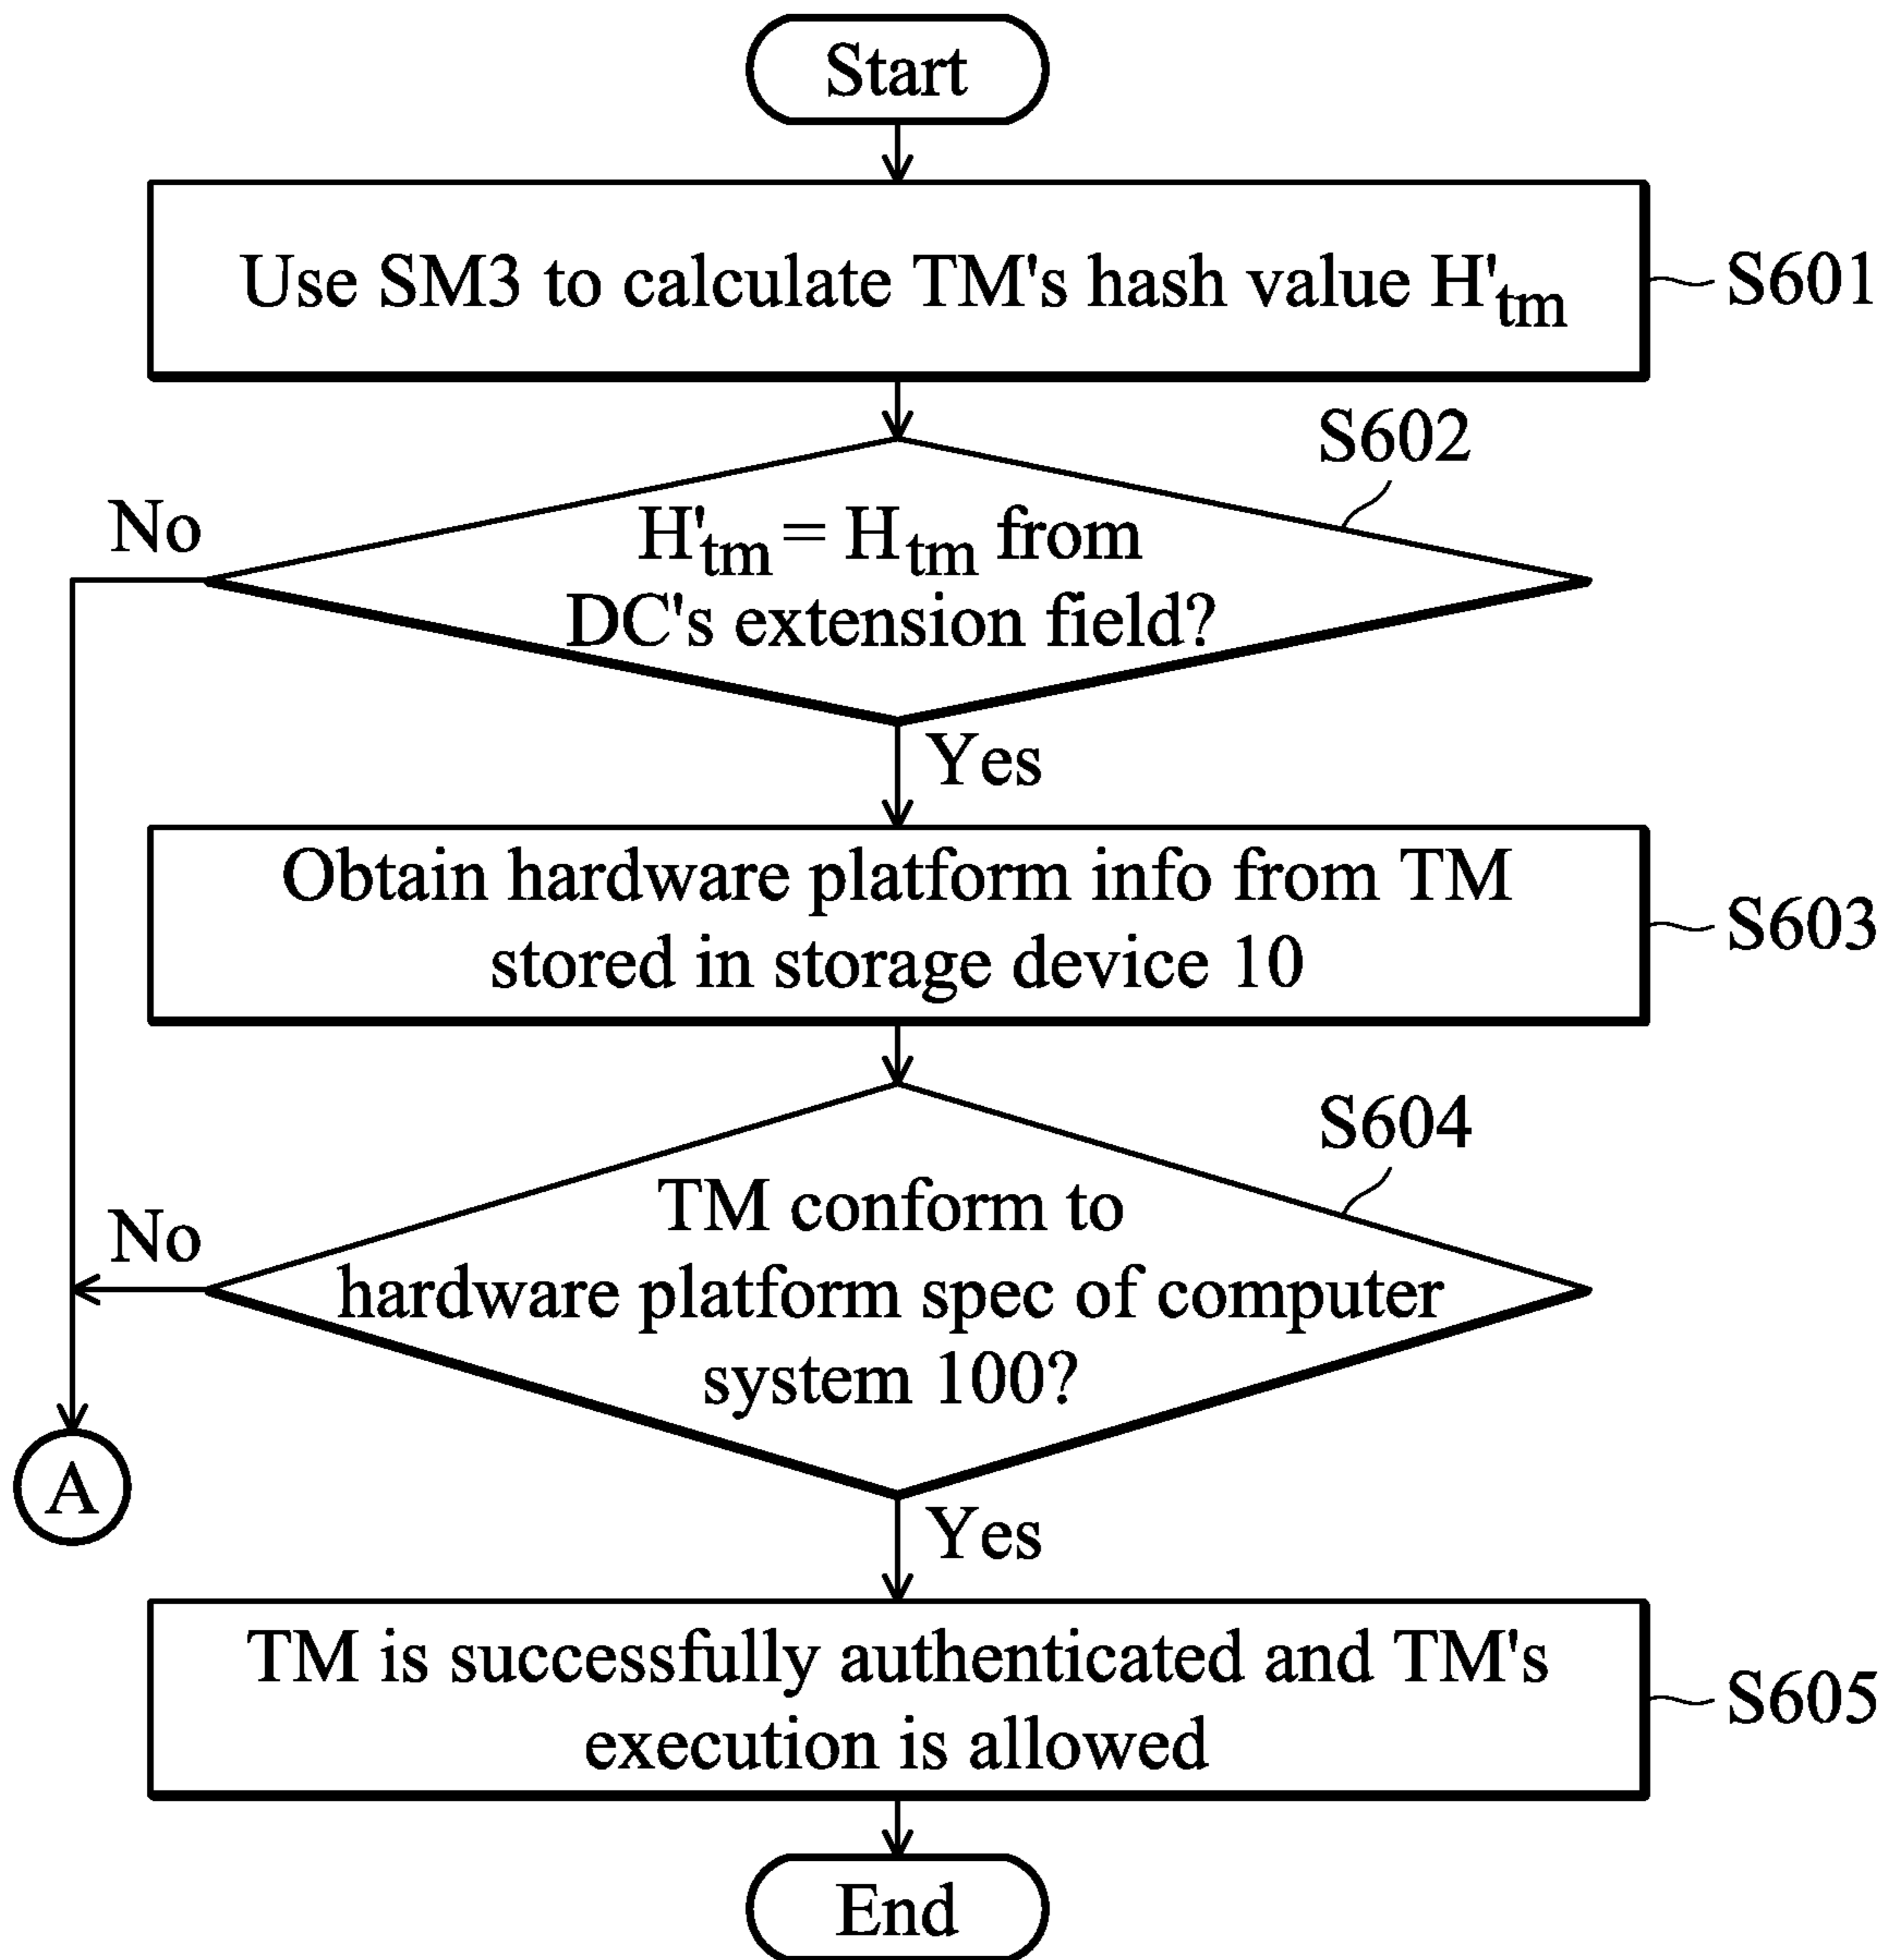 Start
Use SM3 to calculate TM's hash value H'tm
S601
S602
No
H'tm = Htm from
DC's extension field?
Yes
Obtain hardware platform info from TM
stored in storage device 10
S603
S604
No
TM conform to
hardware platform spec of computer
system 100?
A
Yes
TM is successfully authenticated and TM's
execution is allowed
S605
End